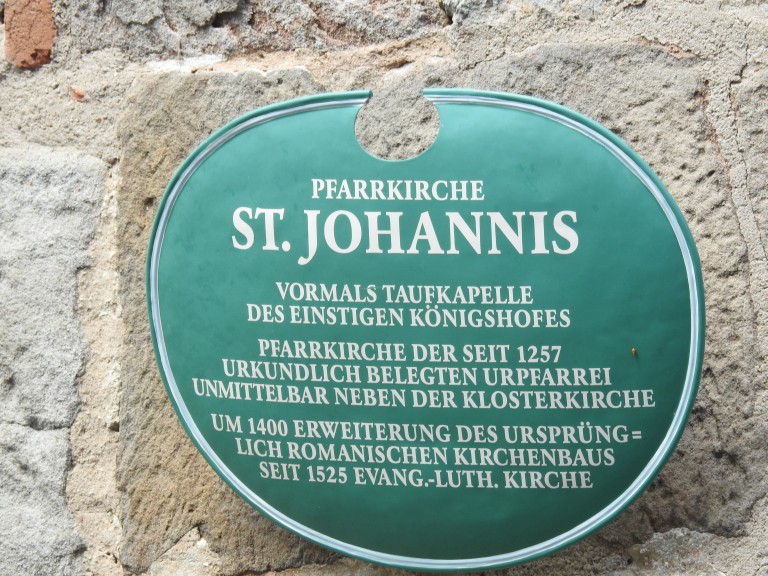 PFARRKIRCHE
ST. JOHANNIS
VORMALS TAUFKAPELLE
DES EINSTIGEN KÖNIGSHOFES
PFARRKIRCHE DER SEIT 1257
URKUNDLICH BELEGTEN URPFARREI
UNMITTELBAR NEBEN DER KLOSTERKIRCHE
UM 1400 ERWEITERUNG DES URSPRÜNG=
LICH ROMANISCHEN KIRCHENBAUS
SEIT 1525 EVANG.-LUTH. KIRCHE